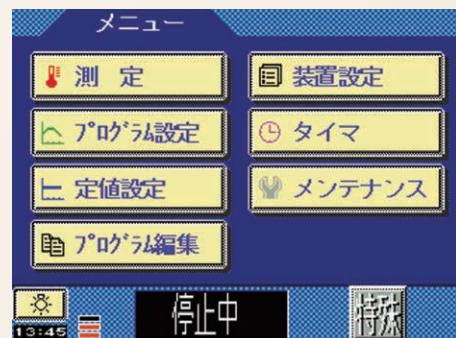 メニュー
測 定
ﾌﾟﾛｸﾞﾗﾑ設定
定値設定
ﾌﾟﾛｸﾞﾗﾑ編集
装置設定
タイマ
メンテナンス
13:45
停止中
特殊